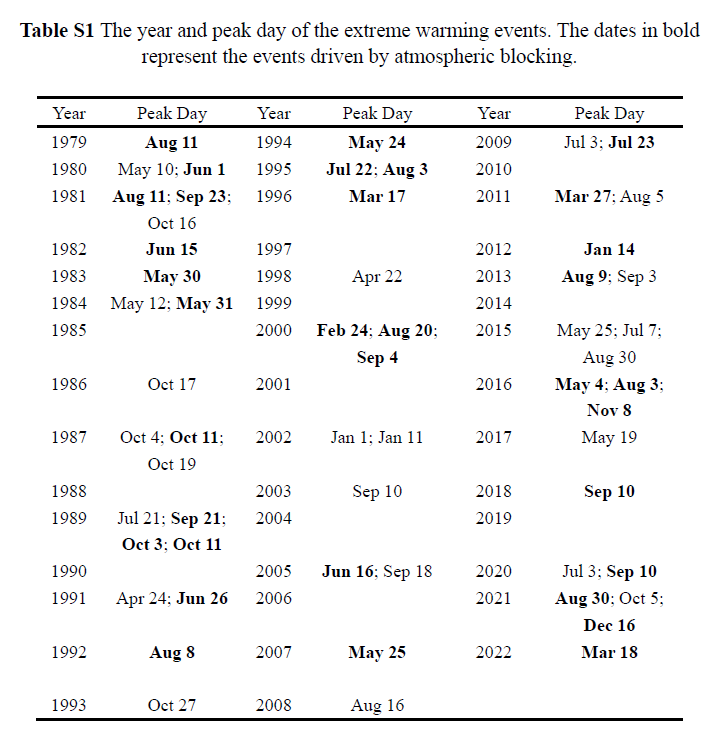 Table S1 The year and peak day of the extreme warming events. The dates in bold
represent the events driven by atmospheric blocking.
Year Peak Day Year Peak Day Year Peak Day
1979 Aug 11 1994 May 24 2009 Jul 3; Jul 23
1980 May 10; Jun 1 1995 Jul 22; Aug 3 2010
1981 Aug 11; Sep 23; 1996 Mar 17 2011 Mar 27; Aug 5
Oct 16
1982 Jun 15 1997 2012 Jan 14
1983 May 30 1998 Apr 22 2013 Aug 9; Sep 3
1984 May 12; May 31 1999 2014
1985 2000 Feb 24; Aug 20; 2015 May 25; Jul 7;
Sep 4 Aug 30
1986 Oct 17 2001 2016 May 4; Aug 3;
Nov 8
1987 Oct 4; Oct 11; 2002 Jan 1; Jan 11 2017 May 19
Oct 19
1988 2003 Sep 10 2018 Sep 10
1989 Jul 21; Sep 21; 2004 2019
Oct 3; Oct 11
1990 2005 Jun 16; Sep 18 2020 Jul 3; Sep 10
1991 Apr 24; Jun 26 2006 2021 Aug 30; Oct 5;
Dec 16
1992 Aug 8 2007 May 25 2022 Mar 18
1993 Oct 27 2008 Aug 16